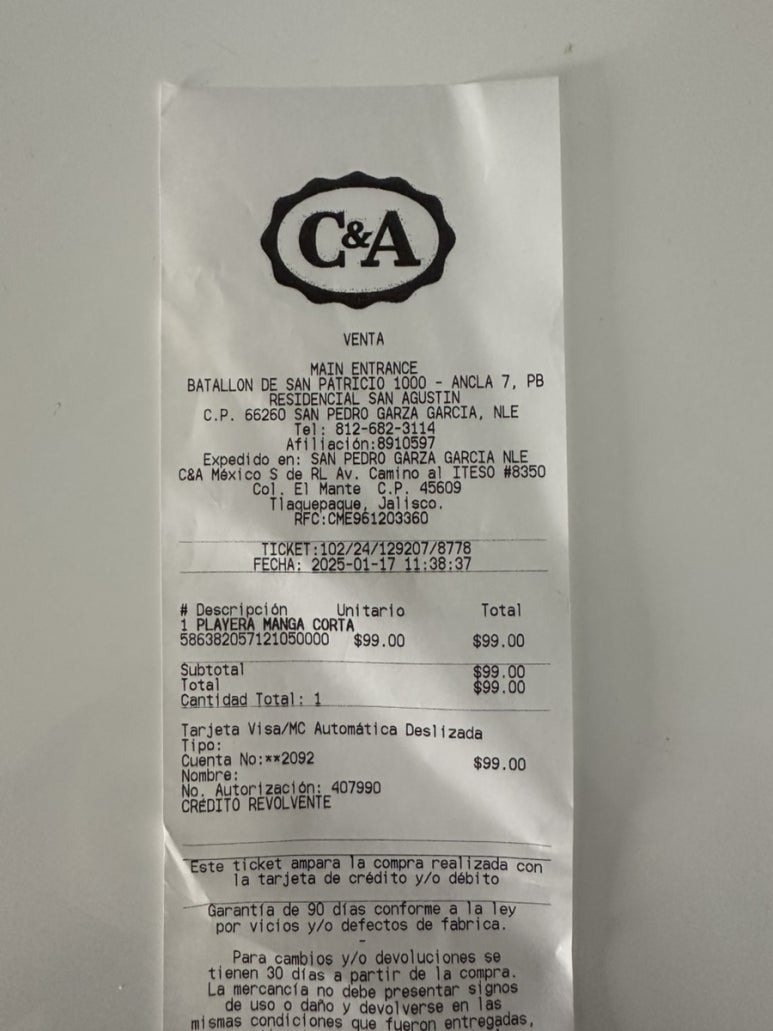 C&A
VENTA
MAIN ENTRANCE
BATALLON DE SAN PATRICIO 1000 - ANCLA 7, PB
RESIDENCIAL SAN AGUSTIN
C.P. 66260 SAN PEDRO GARZA GARCIA, NLE
Tel: 812-682-3114
Afiliación:8910597
Expedido en: SAN PEDRO GARZA GARCIA NLE
C&A México S de RL Av. Camino al ITESO #8350
Col. El Mante C.P. 45609
Tlaquepaque, Jalisco.
RFC:CME961203360
TICKET:102/24/129207/8778
FECHA: 2025-01-17 11:38:37
# Descripción Unitario Total
1 PLAYERA MANGA CORTA
586382057121050000 $99.00 $99.00
Subtotal $99.00
Total $99.00
Cantidad Total: 1
Tarjeta Visa/MC Automática Deslizada
Tipo:
Cuenta No:**2092 $99.00
Nombre:
No. Autorización: 407990
CRÉDITO REVOLVENTE
Este ticket ampara la compra realizada con
la tarjeta de crédito y/o débito
Garantía de 90 días conforme a la ley
por vicios y/o defectos de fabrica.
-
Para cambios y/o devoluciones se
tienen 30 días a partir de la compra.
La mercancía no debe presentar signos
de uso o daño y devolverse en las
mismas condiciones que fueron entregadas,